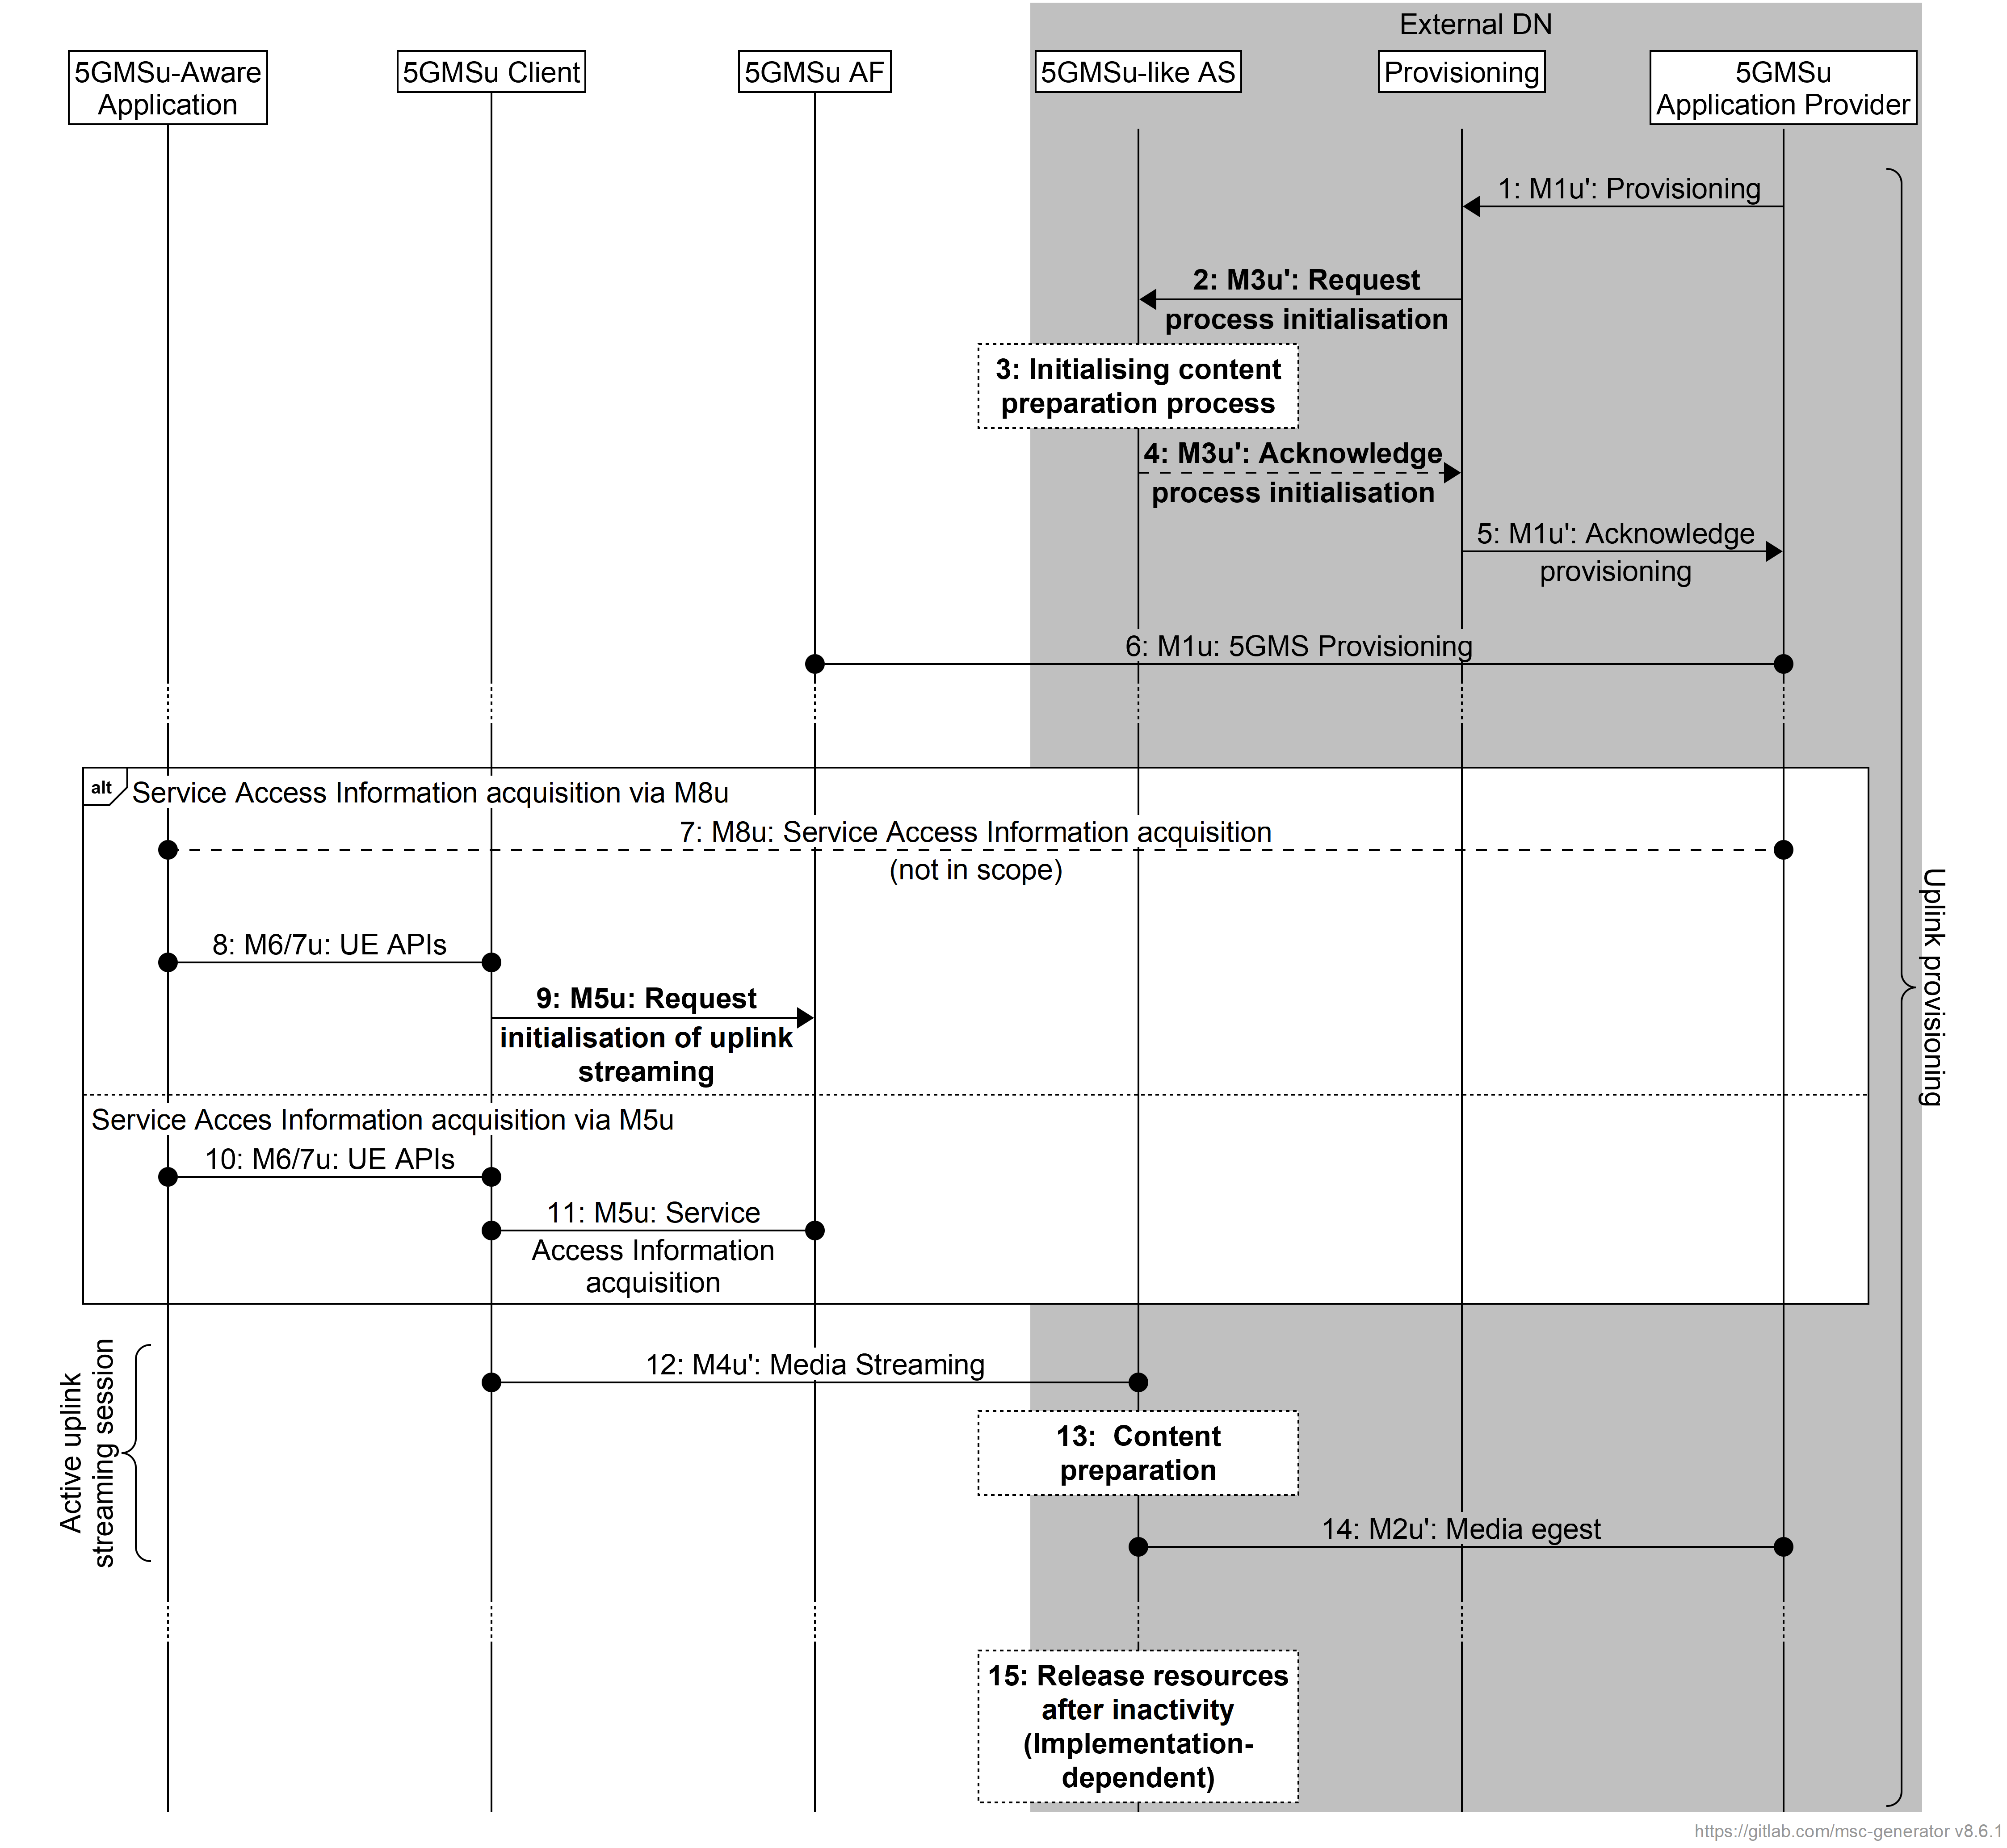 External DN
5GMSu-Aware
Application
5GMSu Client
5GMSu AF
5GMSu-like AS
Provisioning
5GMSu
Application Provider
1: M1u': Provisioning
2: M3u': Request
process initialisation
3: Initialising content
preparation process
4: M3u': Acknowledge
process initialisation
5: M1u': Acknowledge
provisioning
6: M1u: 5GMS Provisioning
alt
Service Access Information acquisition via M8u
7: M8u: Service Access Information acquisition
(not in scope)
8: M6/7u: UE APIs
9: M5u: Request
initialisation of uplink
streaming
Service Acces Information acquisition via M5u
10: M6/7u: UE APIs
11: M5u: Service
Access Information
acquisition
Uplink provisioning
12: M4u': Media Streaming
13:  Content
preparation
14: M2u': Media egest
Active uplink
streaming session
15: Release resources
after inactivity
(Implementation-
dependent)
https://gitlab.com/msc-generator v8.6.1